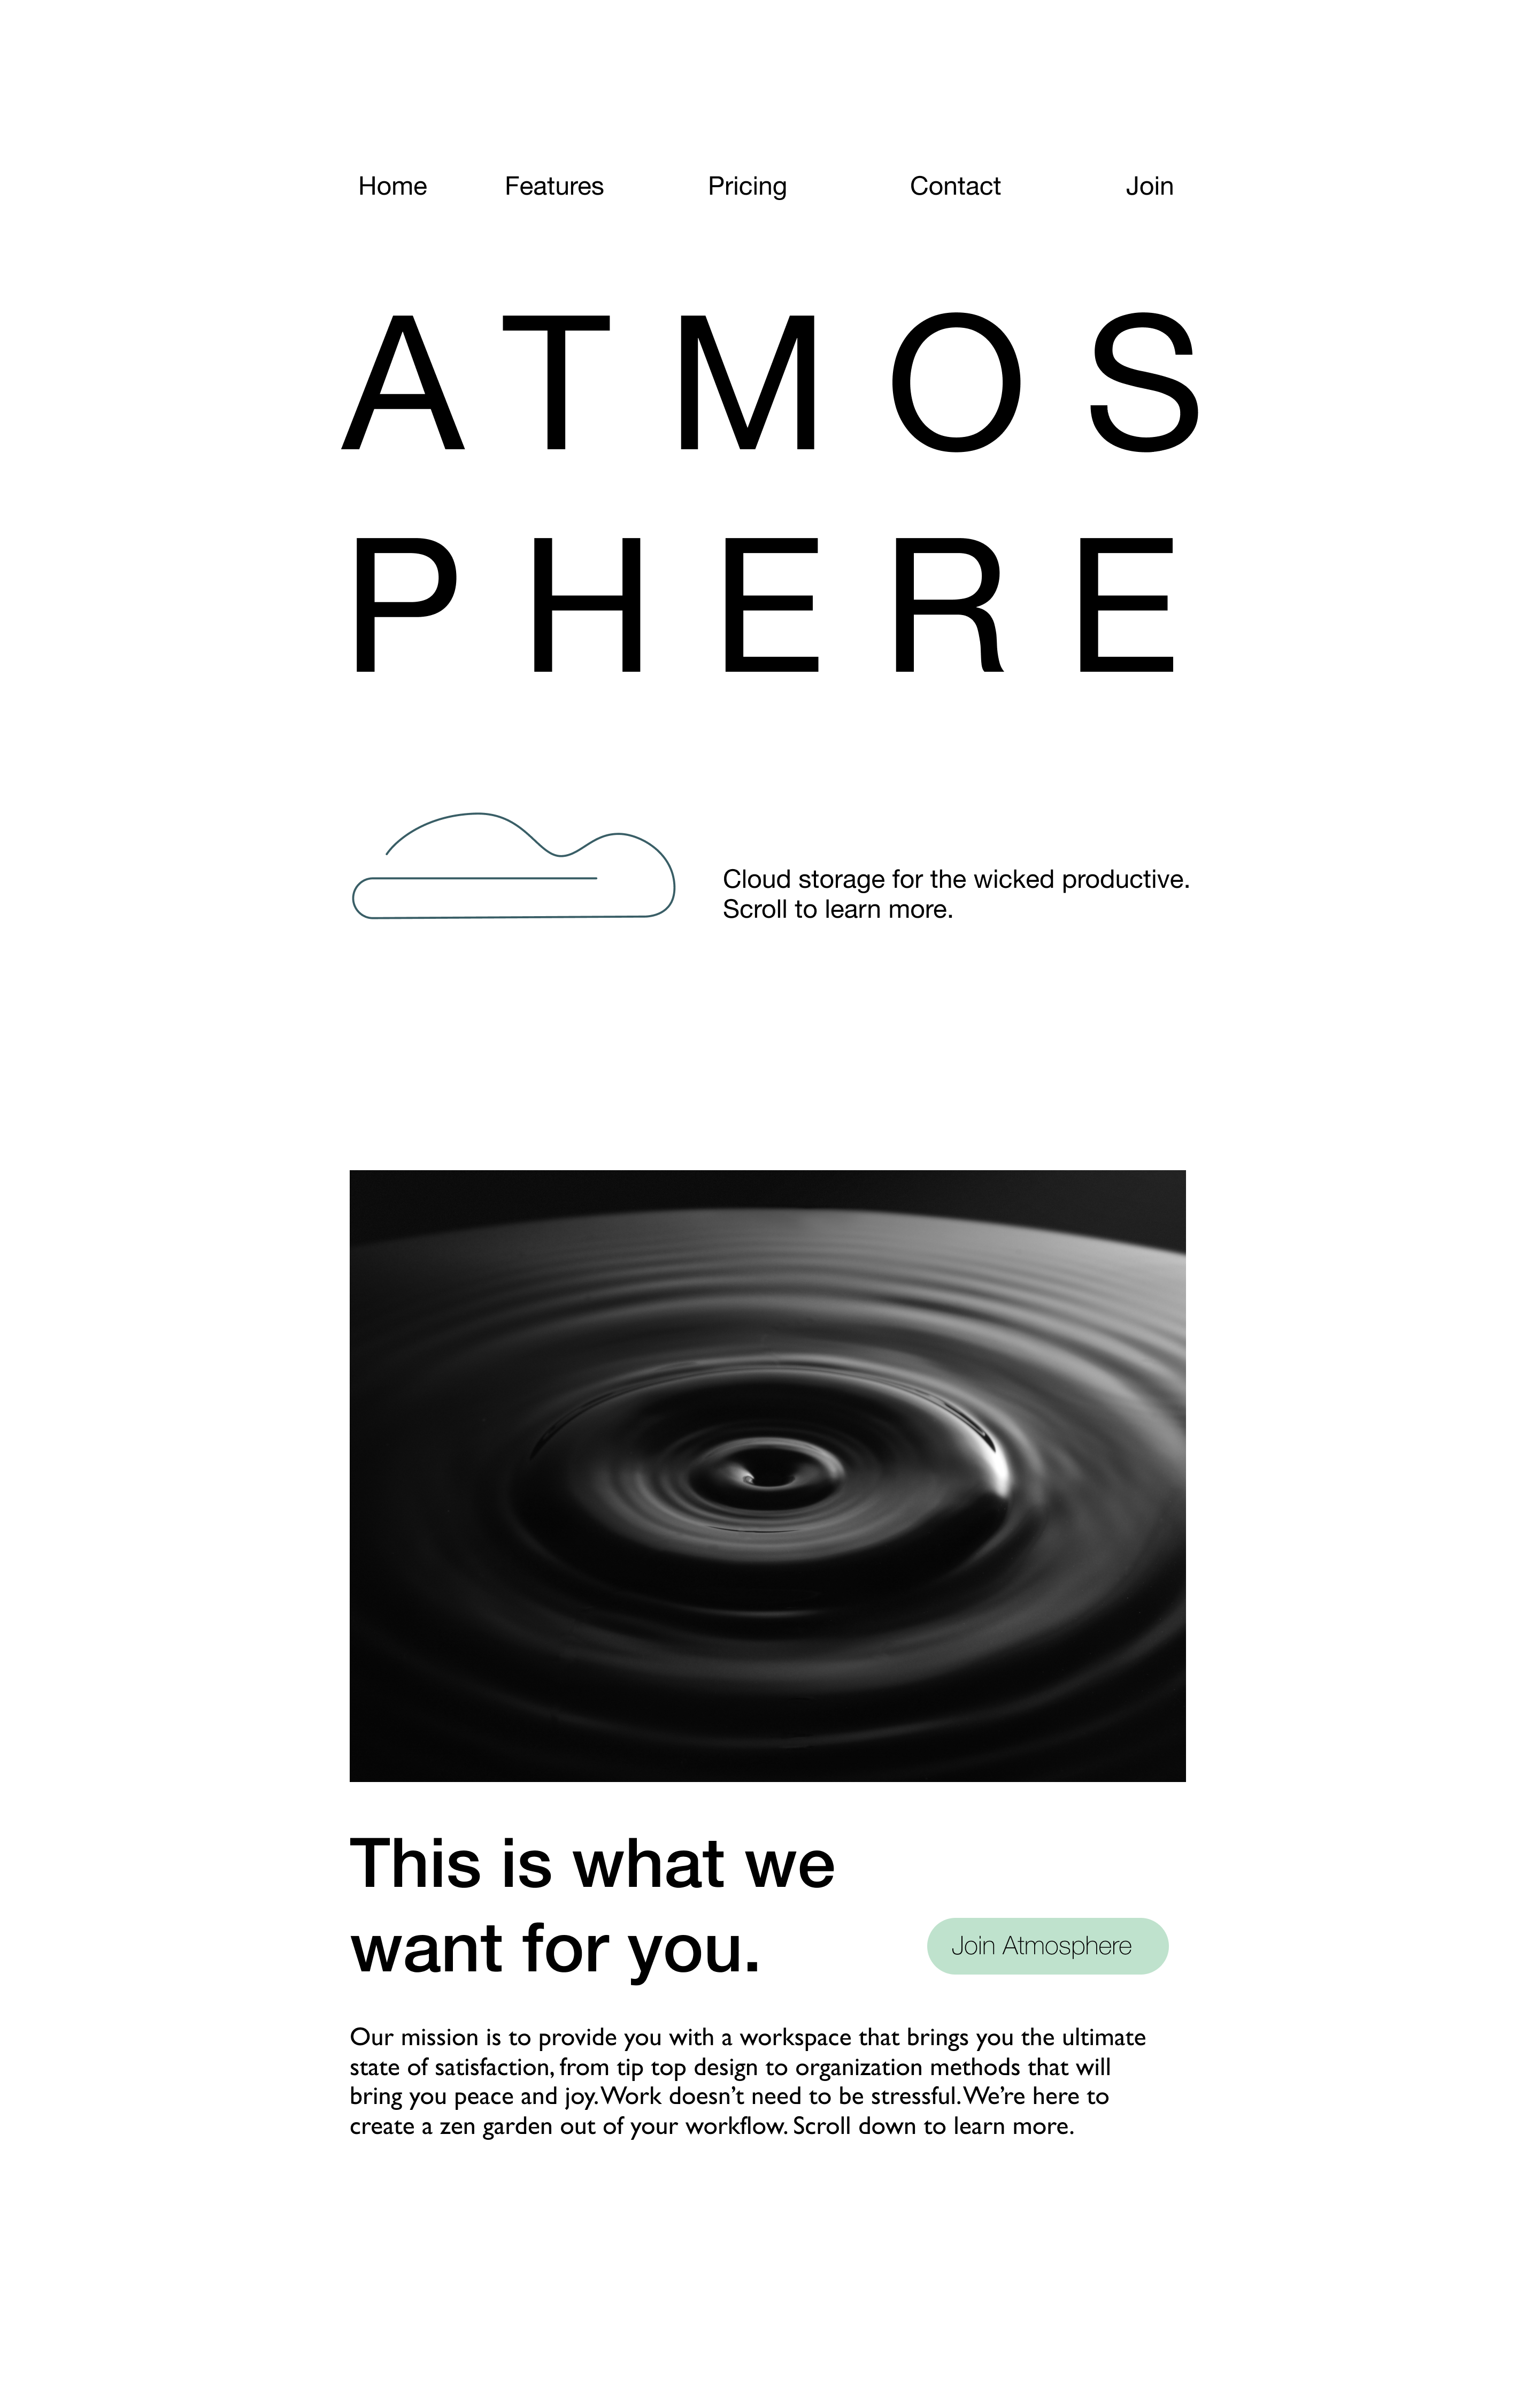 Home Features Pricing Contact Join
ATMOS
PHERE
Cloud storage for the wicked productive.
Scroll to learn more.
This is what we
want for you.
Join Atmosphere
Our mission is to provide you with a workspace that brings you the ultimate
state of satisfaction, from tip top design to organization methods that will
bring you peace and joy. Work doesn’t need to be stressful. We’re here to
create a zen garden out of your workflow. Scroll down to learn more.